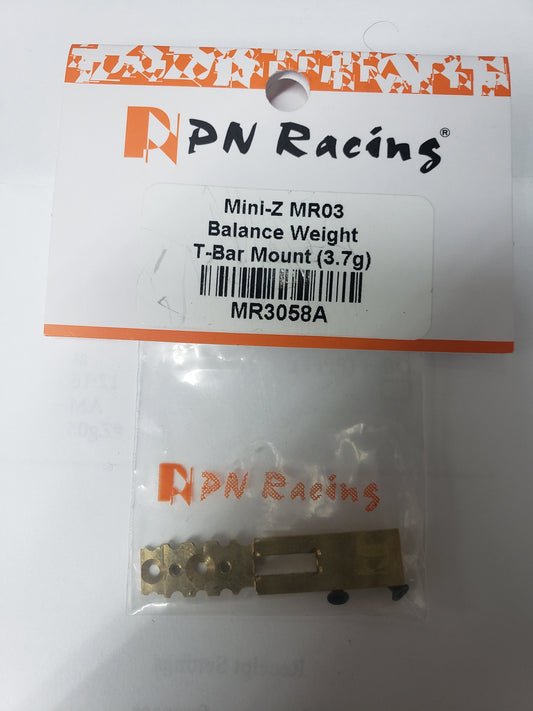 PN Racing®
Mini-Z MR03
Balance Weight
T-Bar Mount (3.7g)
MR3058A
PN Racing